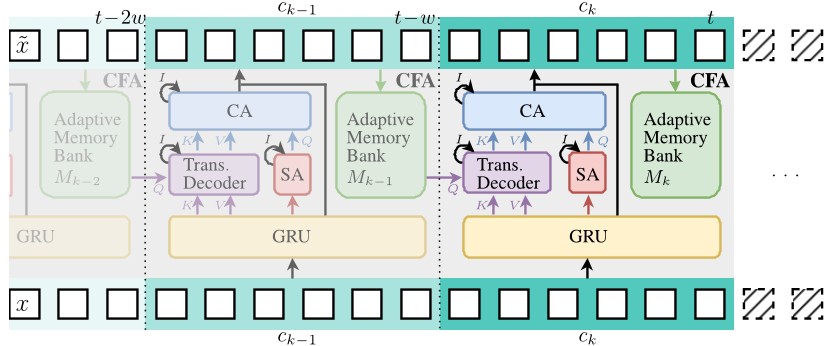 c_{k-1} c_k
t-2w t-w t
x̃
CFA CFA CFA
I I
CA CA
Adaptive Memory Bank M_{k-2}
Adaptive Memory Bank M_{k-1}
Adaptive Memory Bank M_k
K V Q K V Q
I I I I
Trans. Decoder SA Trans. Decoder SA
Q Q
K V K V
. . .
GRU GRU GRU
x
c_{k-1} c_k